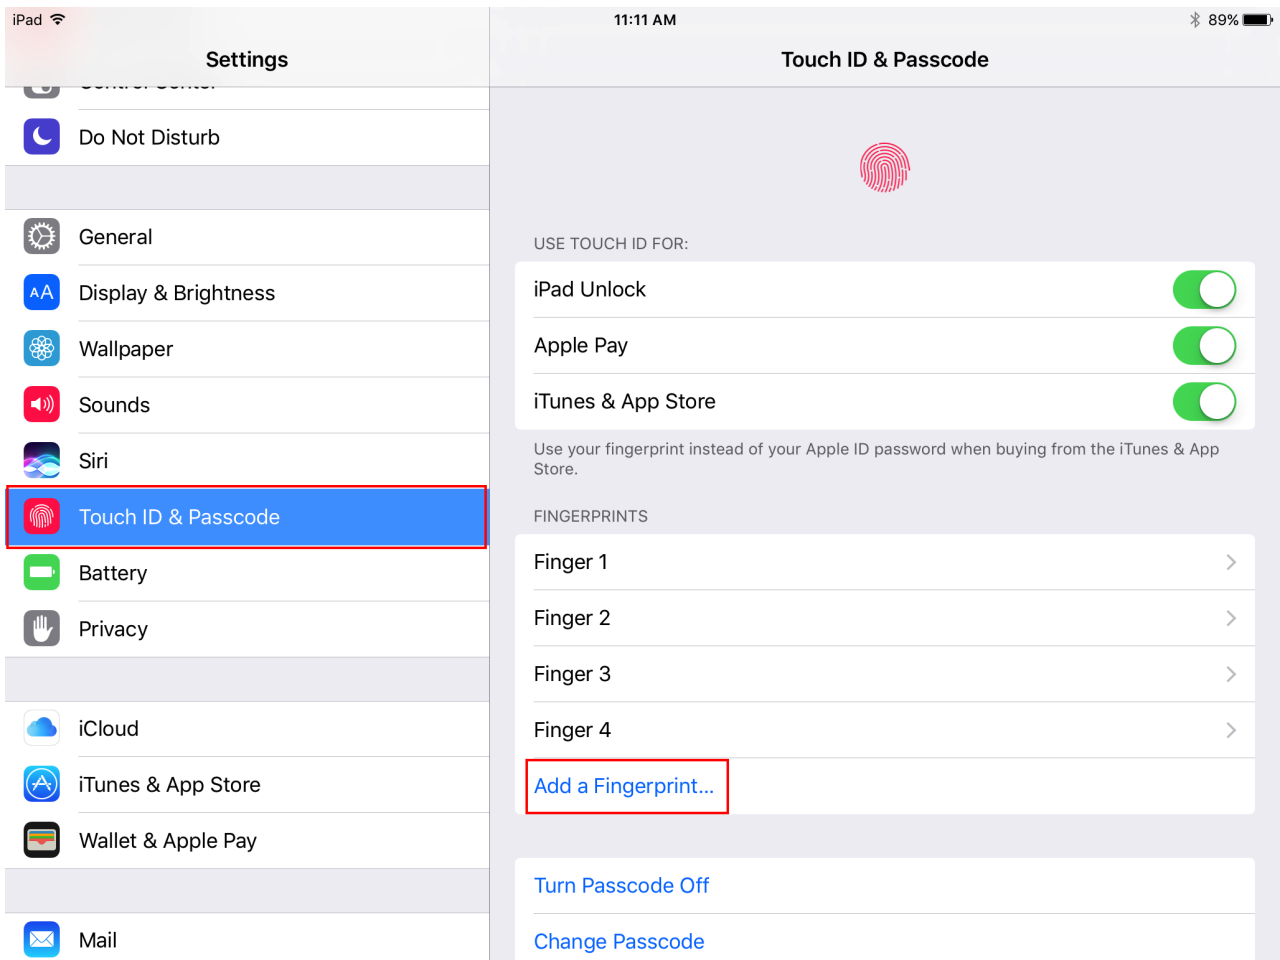 iPad
11:11 AM
89%
Settings
Touch ID & Passcode
Control Center
Do Not Disturb
General
Display & Brightness
Wallpaper
Sounds
Siri
Touch ID & Passcode
Battery
Privacy
iCloud
iTunes & App Store
Wallet & Apple Pay
Mail
USE TOUCH ID FOR:
iPad Unlock
Apple Pay
iTunes & App Store
Use your fingerprint instead of your Apple ID password when buying from the iTunes & App
Store.
FINGERPRINTS
Finger 1
Finger 2
Finger 3
Finger 4
Add a Fingerprint...
Turn Passcode Off
Change Passcode